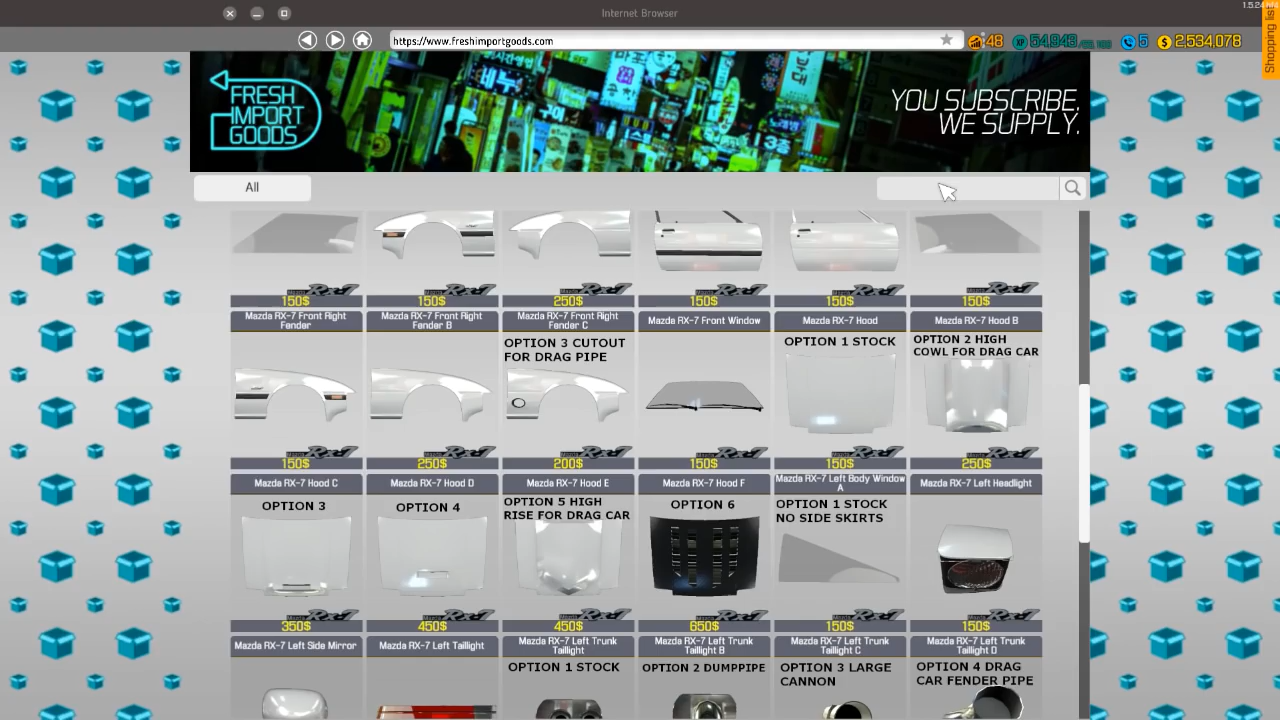 Internet Browser
1.5.24
Shopping list
https://www.freshimportgoods.com
48
54,943
5
2,534,078
FRESH
IMPORT
GOODS
YOU SUBSCRIBE,
WE SUPPLY.
All
150$
150$
250$
150$
150$
150$
Mazda RX-7 Front Right
Fender
Mazda RX-7 Front Right
Fender B
Mazda RX-7 Front Right
Fender C
Mazda RX-7 Front Window
Mazda RX-7 Hood
Mazda RX-7 Hood B
OPTION 3 CUTOUT
FOR DRAG PIPE
OPTION 1 STOCK
OPTION 2 HIGH
COWL FOR DRAG CAR
150$
250$
200$
150$
150$
250$
Mazda RX-7 Hood C
Mazda RX-7 Hood D
Mazda RX-7 Hood E
Mazda RX-7 Hood F
Mazda RX-7 Left Body Window
A
Mazda RX-7 Left Headlight
OPTION 3
OPTION 4
OPTION 5 HIGH
RISE FOR DRAG CAR
OPTION 6
OPTION 1 STOCK
NO SIDE SKIRTS
350$
450$
450$
650$
150$
150$
Mazda RX-7 Left Side Mirror
Mazda RX-7 Left Taillight
Mazda RX-7 Left Trunk
Taillight
Mazda RX-7 Left Trunk
Taillight B
Mazda RX-7 Left Trunk
Taillight C
Mazda RX-7 Left Trunk
Taillight D
OPTION 1 STOCK
OPTION 2 DUMPPIPE
OPTION 3 LARGE
CANNON
OPTION 4 DRAG
CAR FENDER PIPE